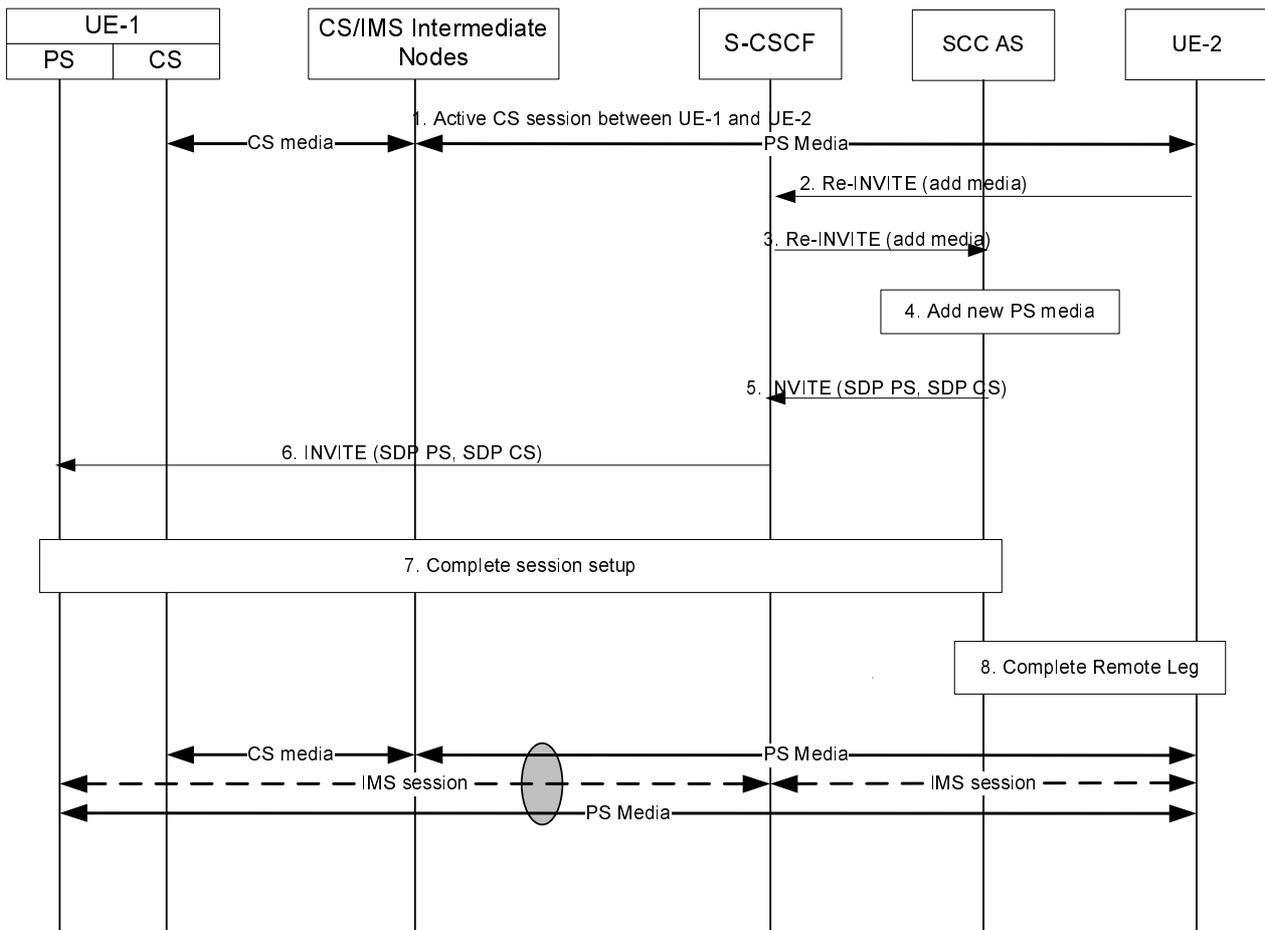 UE-1
PS
CS
CS/IMS Intermediate
Nodes
S-CSCF
SCC AS
UE-2
1. Active CS session between UE-1 and UE-2
CS media
PS Media
2. Re-INVITE (add media)
3. Re-INVITE (add media)
4. Add new PS media
5. INVITE (SDP PS, SDP CS)
6. INVITE (SDP PS, SDP CS)
7. Complete session setup
8. Complete Remote Leg
CS media
PS Media
IMS session
IMS session
PS Media